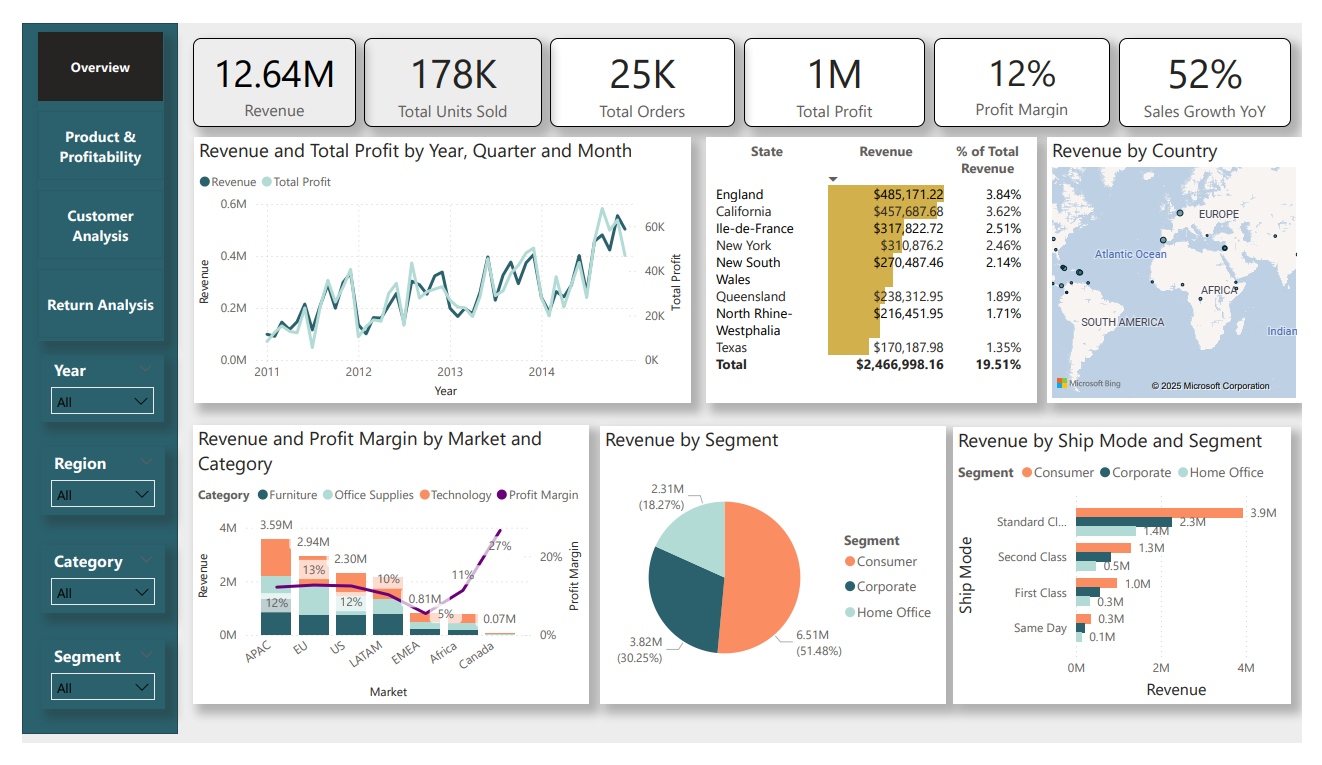 Overview
Product &
Profitability
Customer
Analysis
Return Analysis
Year
All
Region
All
Category
All
Segment
All
12.64M
Revenue
178K
Total Units Sold
25K
Total Orders
1M
Total Profit
12%
Profit Margin
52%
Sales Growth YoY
Revenue and Total Profit by Year, Quarter and Month
Revenue Total Profit
0.6M
0.4M
0.2M
0.0M
Revenue
60K
40K
20K
0K
Total Profit
2011 2012 2013 2014
Year
State Revenue % of Total
Revenue
England $485,171.22 3.84%
California $457,687.68 3.62%
Ile-de-France $317,822.72 2.51%
New York $310,876.2 2.46%
New South $270,487.46 2.14%
Wales
Queensland $238,312.95 1.89%
North Rhine- $216,451.95 1.71%
Westphalia
Texas $170,187.98 1.35%
Total $2,466,998.16 19.51%
Revenue by Country
EUROPE
Atlantic Ocean
AFRICA
SOUTH AMERICA
Indian
Microsoft Bing
© 2025 Microsoft Corporation
Revenue and Profit Margin by Market and
Category
Category Furniture Office Supplies Technology Profit Margin
4M
2M
0M
Revenue
3.59M
2.94M
2.30M
0.81M
0.07M
12%
13%
12%
10%
5%
11%
27%
20%
0%
Profit Margin
APAC EU US LATAM EMEA Africa Canada
Market
Revenue by Segment
2.31M
(18.27%)
3.82M
(30.25%)
6.51M
(51.48%)
Segment
Consumer
Corporate
Home Office
Revenue by Ship Mode and Segment
Segment Consumer Corporate Home Office
Ship Mode
Standard Cl... 3.9M
2.3M
1.4M
Second Class 1.3M
0.5M
First Class 1.0M
0.3M
Same Day 0.3M
0.1M
0M 2M 4M
Revenue